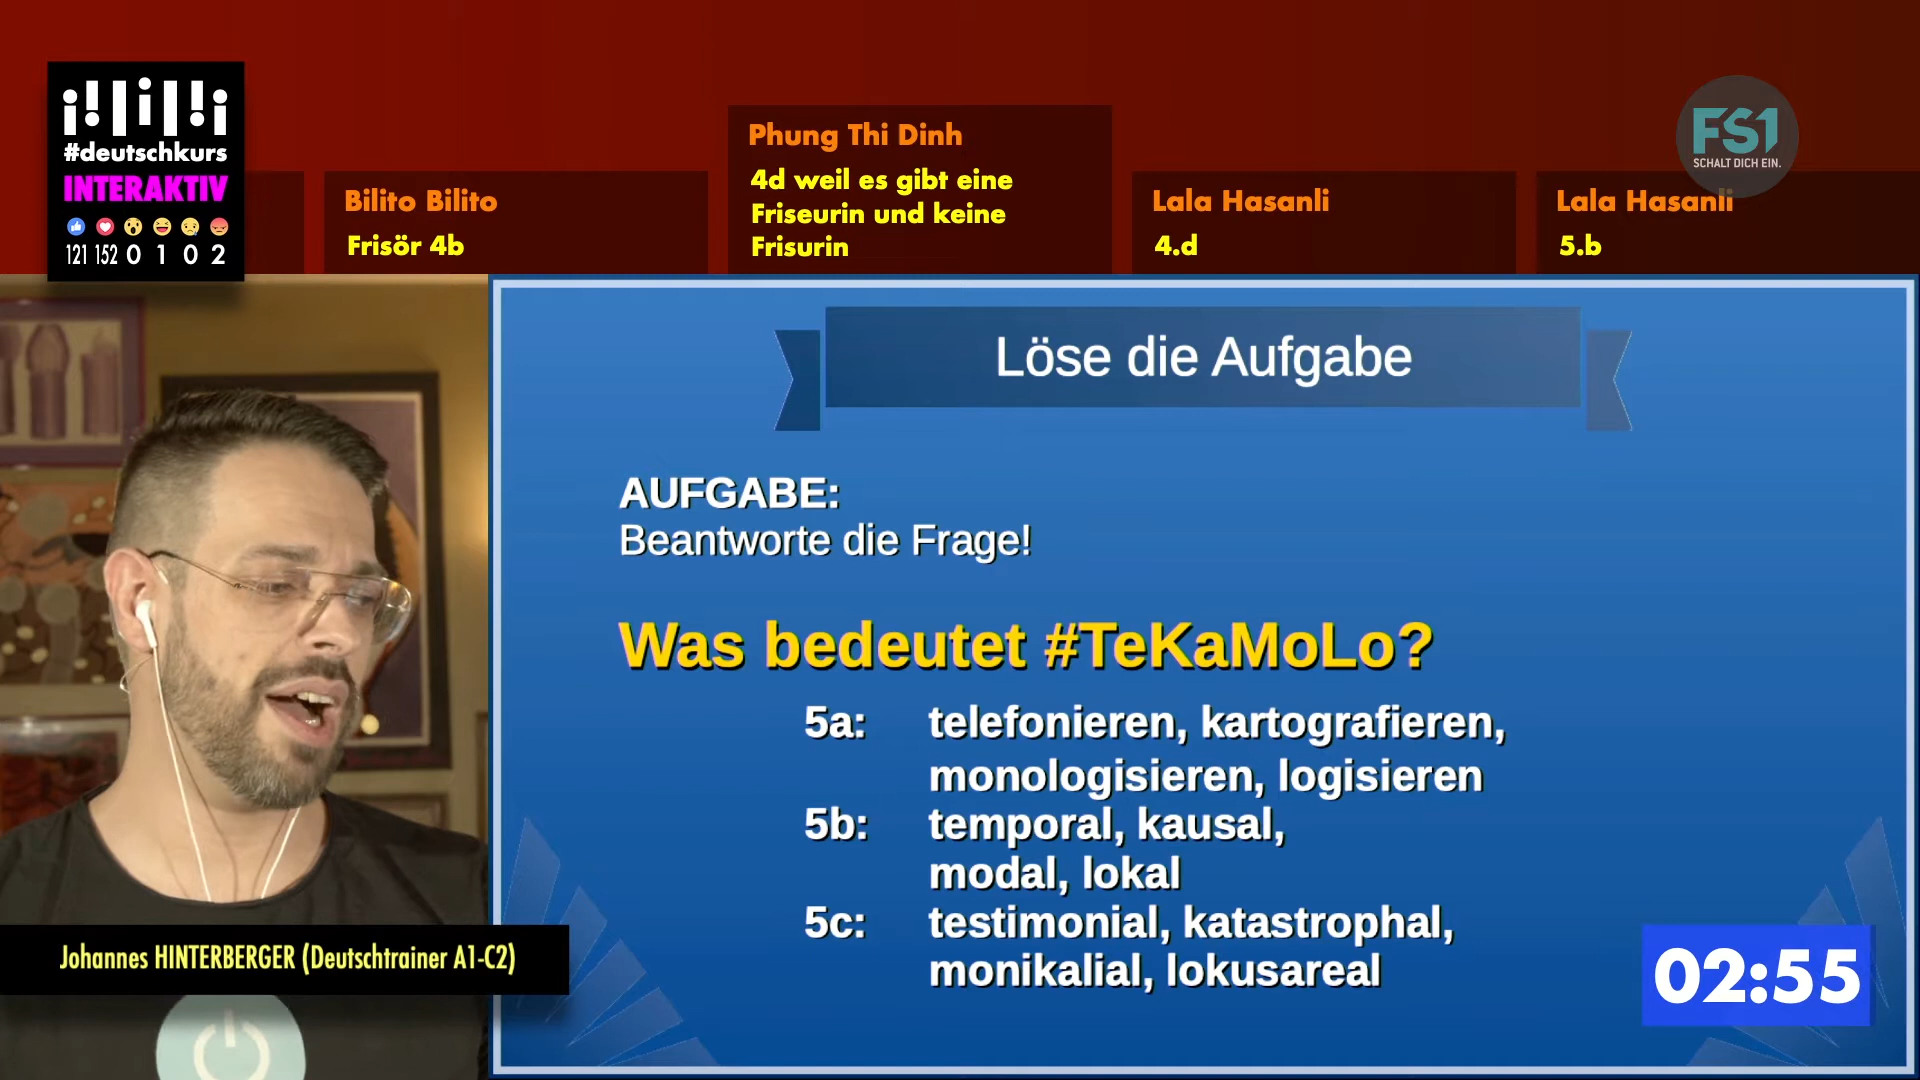 #deutschkurs
INTERAKTIV
121 152 0 1 0 2
Bilito Bilito
Frisör 4b
Phung Thi Dinh
4d weil es gibt eine
Friseurin und keine
Frisurin
Lala Hasanli
4.d
Lala Hasanli
5.b
FS1
SCHALT DICH EIN.
Löse die Aufgabe
AUFGABE:
Beantworte die Frage!
Was bedeutet #TeKaMoLo?
5a: telefonieren, kartografieren,
monologisieren, logisieren
5b: temporal, kausal,
modal, lokal
5c: testimonial, katastrophal,
monikalial, lokusareal
Johannes HINTERBERGER (Deutschtrainer A1-C2)
02:55